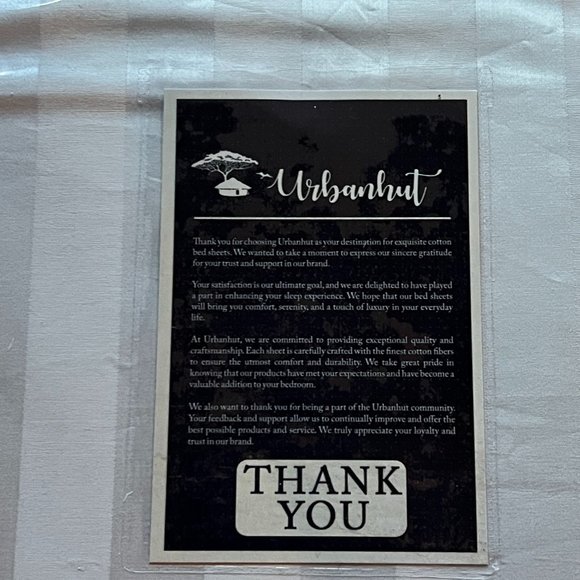 Urbanhut
Thank you for choosing Urbanhut as your destination for exquisite cotton
bed sheets. We wanted to take a moment to express our sincere gratitude
for your trust and support in our brand.
Your satisfaction is our ultimate goal, and we are delighted to have played
a part in enhancing your sleep experience. We hope that our bed sheets
will bring you comfort, serenity, and a touch of luxury in your everyday
life.
At Urbanhut, we are committed to providing exceptional quality and
craftsmanship. Each sheet is carefully crafted with the finest cotton fibers
to ensure the utmost comfort and durability. We take great pride in
knowing that our products have met your expectations and have become a
valuable addition to your bedroom.
We also want to thank you for being a part of the Urbanhut community.
Your feedback and support allow us to continually improve and offer the
best possible products and service. We truly appreciate your loyalty and
trust in our brand.
THANK
YOU